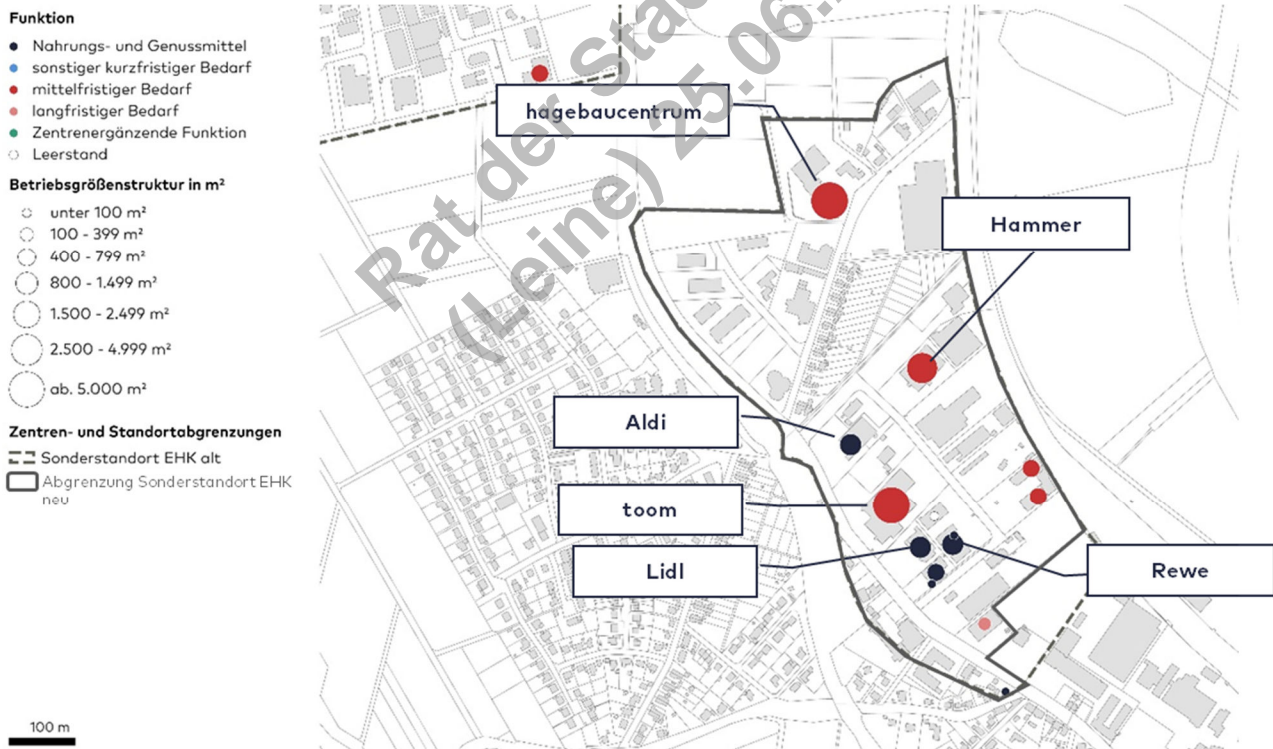 Funktion
Nahrungs- und Genussmittel
sonstiger kurzfristiger Bedarf
mittelfristiger Bedarf
langfristiger Bedarf
Zentrenergänzende Funktion
Leerstand
Betriebsgrößenstruktur in m²
unter 100 m²
100 - 399 m²
400 - 799 m²
800 - 1.499 m²
1.500 - 2.499 m²
2.500 - 4.999 m²
ab. 5.000 m²
Zentren- und Standortabgrenzungen
Sonderstandort EHK alt
Abgrenzung Sonderstandort EHK
neu
100 m
hagebaucentrum
Hammer
Aldi
toom
Lidl
Rewe
Rat der Stad
(Leine) 25.06.